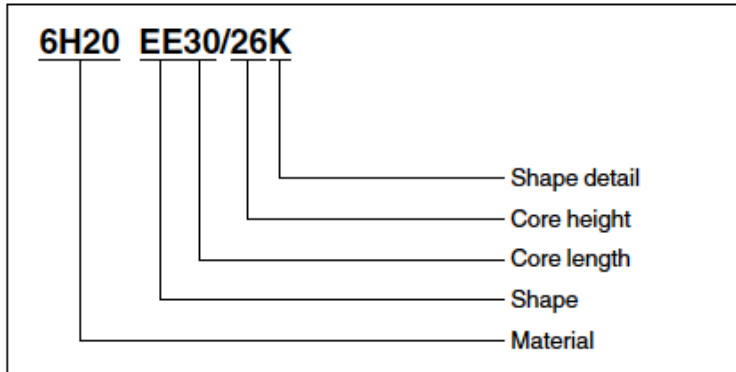 6H20 EE30/26K
Shape detail
Core height
Core length
Shape
Material